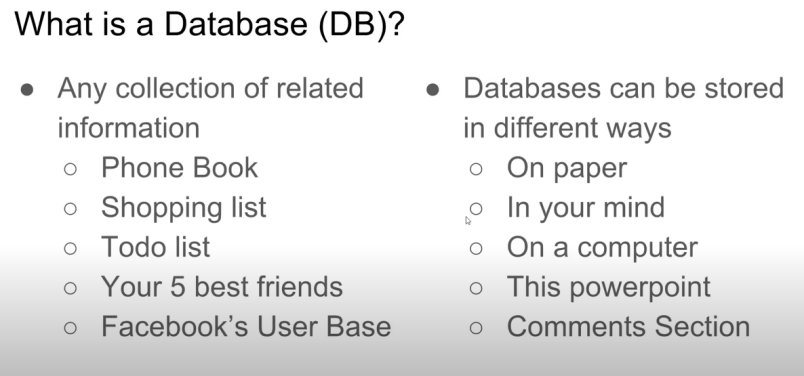 What is a Database (DB)?
● Any collection of related
information
○ Phone Book
○ Shopping list
○ Todo list
○ Your 5 best friends
○ Facebook’s User Base
● Databases can be stored
in different ways
○ On paper
○ In your mind
○ On a computer
○ This powerpoint
○ Comments Section